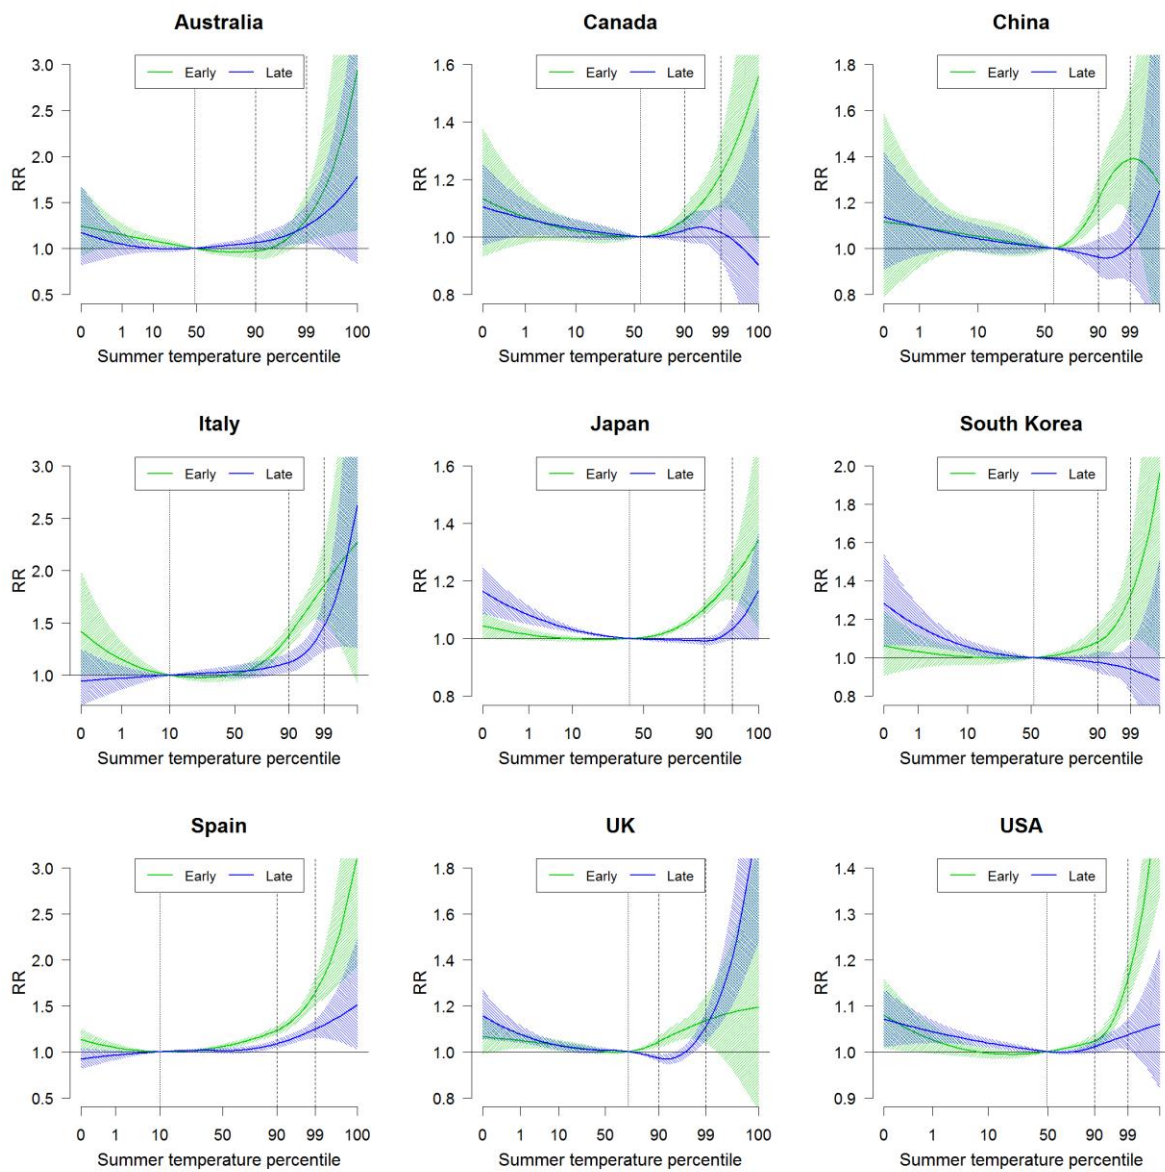 Australia
Early Late
3.0
2.5
2.0
1.5
1.0
0.5
RR
0 1 10 50 90 99 100
Summer temperature percentile
Canada
Early Late
1.6
1.4
1.2
1.0
0.8
RR
0 1 10 50 90 99 100
Summer temperature percentile
China
Early Late
1.8
1.6
1.4
1.2
1.0
0.8
RR
0 1 10 50 90 99
Summer temperature percentile
Italy
Early Late
3.0
2.5
2.0
1.5
1.0
RR
0 1 10 50 90 99
Summer temperature percentile
Japan
Early Late
1.6
1.4
1.2
1.0
0.8
RR
0 1 10 50 90 100
Summer temperature percentile
South Korea
Early Late
2.0
1.8
1.6
1.4
1.2
1.0
0.8
RR
0 1 10 50 90 99
Summer temperature percentile
Spain
Early Late
3.0
2.5
2.0
1.5
1.0
0.5
RR
0 1 10 50 90 99 100
Summer temperature percentile
UK
Early Late
1.8
1.6
1.4
1.2
1.0
0.8
RR
0 1 10 50 90 99 100
Summer temperature percentile
USA
Early Late
1.4
1.3
1.2
1.1
1.0
0.9
RR
0 1 10 50 90 99
Summer temperature percentile